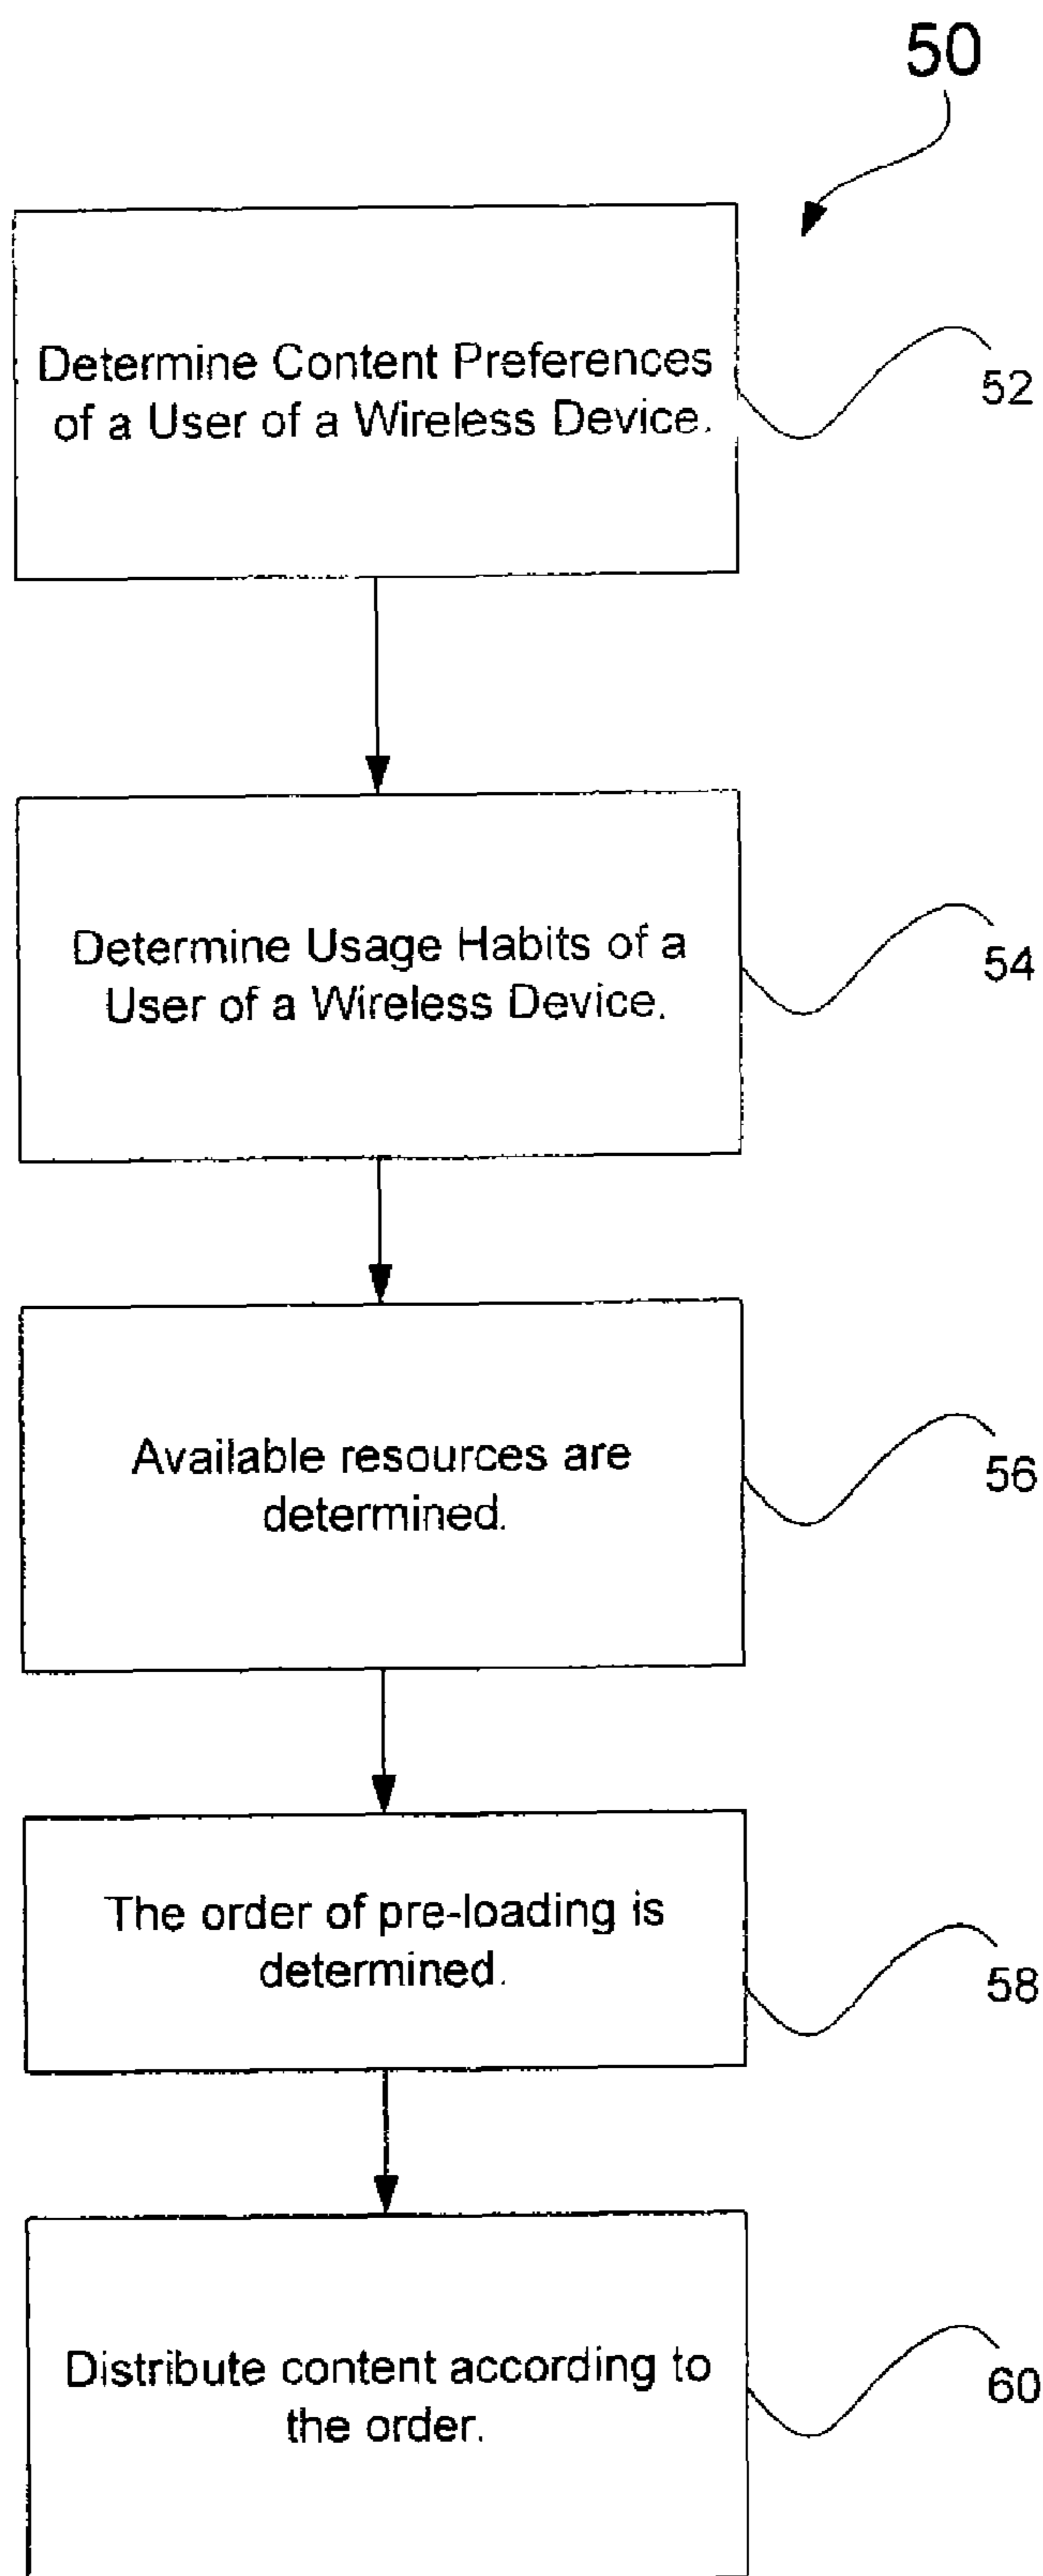 50
Determine Content Preferences
of a User of a Wireless Device.
52
Determine Usage Habits of a
User of a Wireless Device.
54
Available resources are
determined.
56
The order of pre-loading is
determined.
58
Distribute content according to
the order.
60